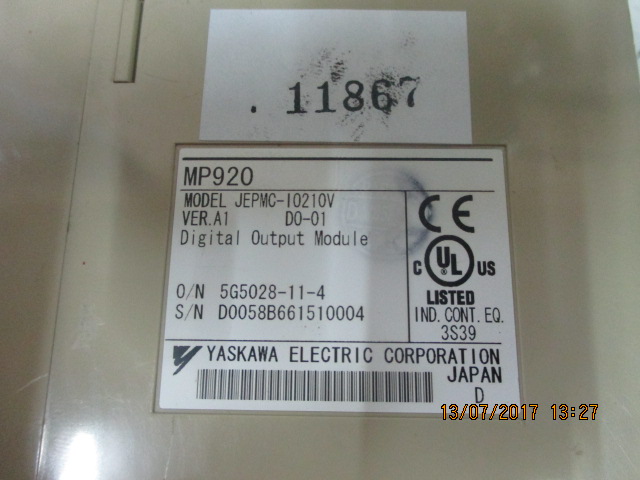 . 11867
MP920
MODEL JEPMC-IO210V
VER.A1 DO-01
Digital Output Module
O/N 5G5028-11-4
S/N D0058B661510004
CE
C UL US
LISTED
IND. CONT. EQ.
3S39
YASKAWA ELECTRIC CORPORATION
JAPAN
D
13/07/2017 13:27